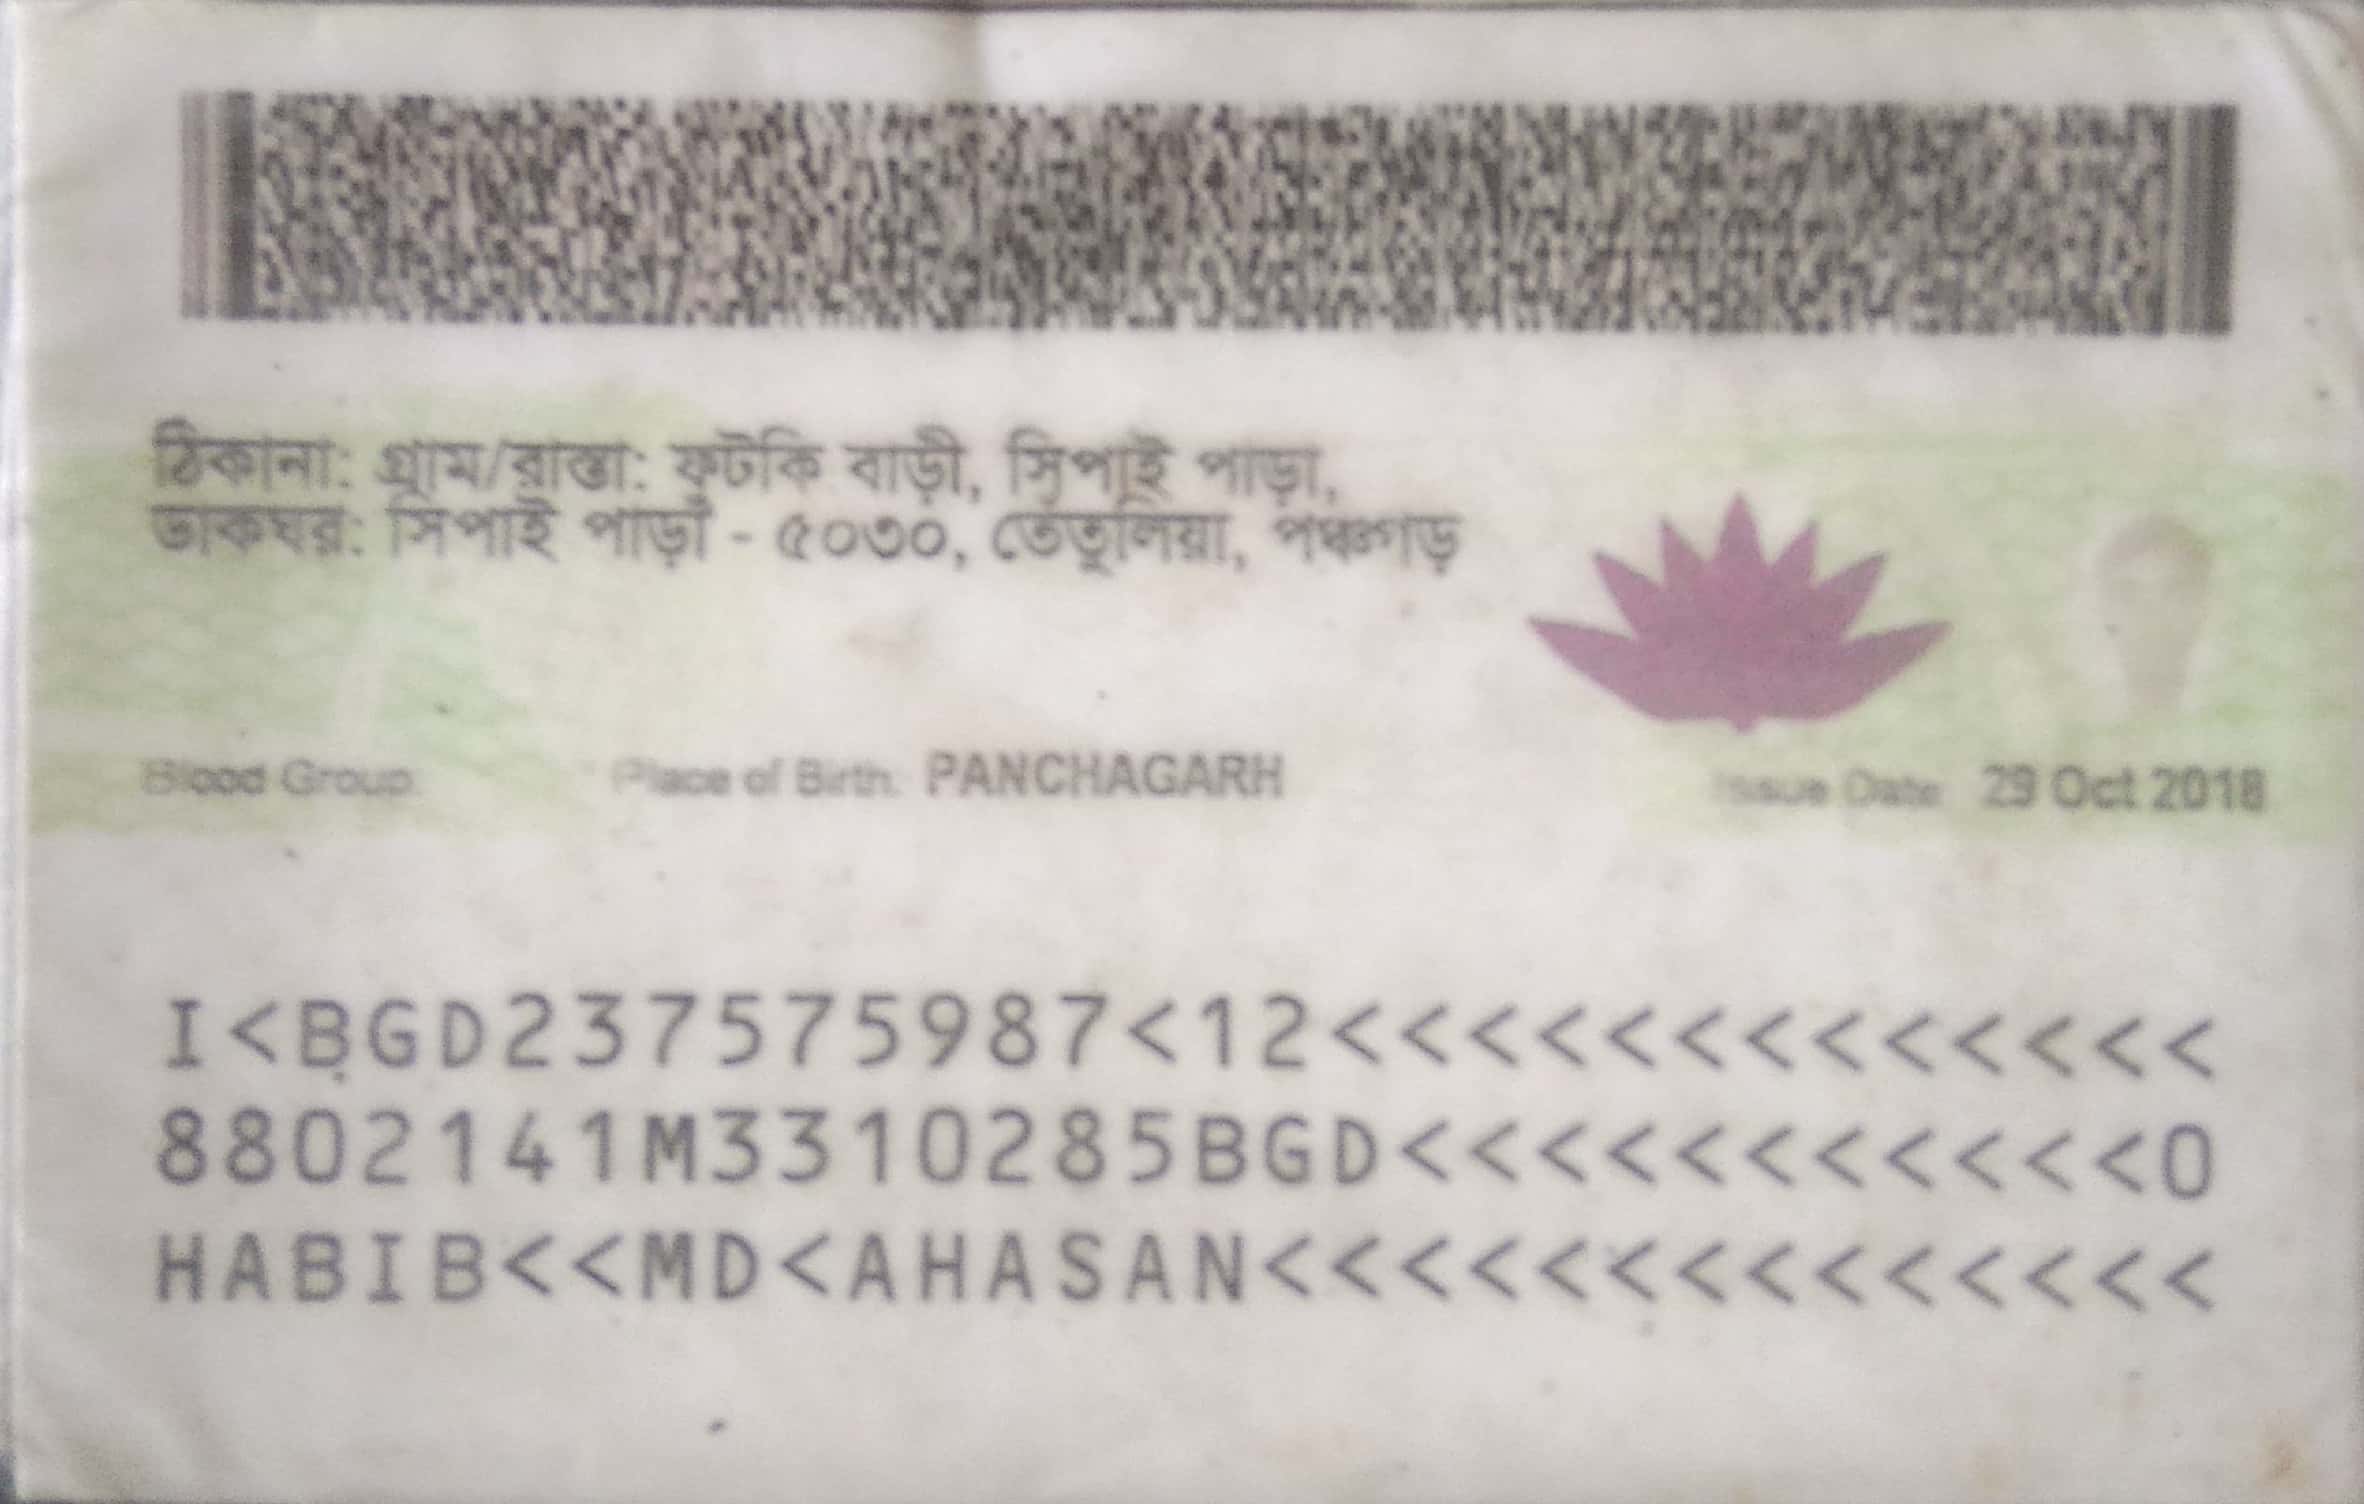 ঠিকানা: গ্রাম/রাস্তা: ফুটকি বাড়ী, সিপাই পাড়া,
ডাকঘর: সিপাই পাড়া - ৫০৩০, তেঁতুলিয়া, পঞ্চগড়
Blood Group: Place of Birth: PANCHAGARH Issue Date: 29 Oct 2018
I<BGD237575987<12<<<<<<<<<<<<<
8802141M3310285BGD<<<<<<<<<<<0
HABIB<<MD<AHASAN<<<<<<<<<<<<<<